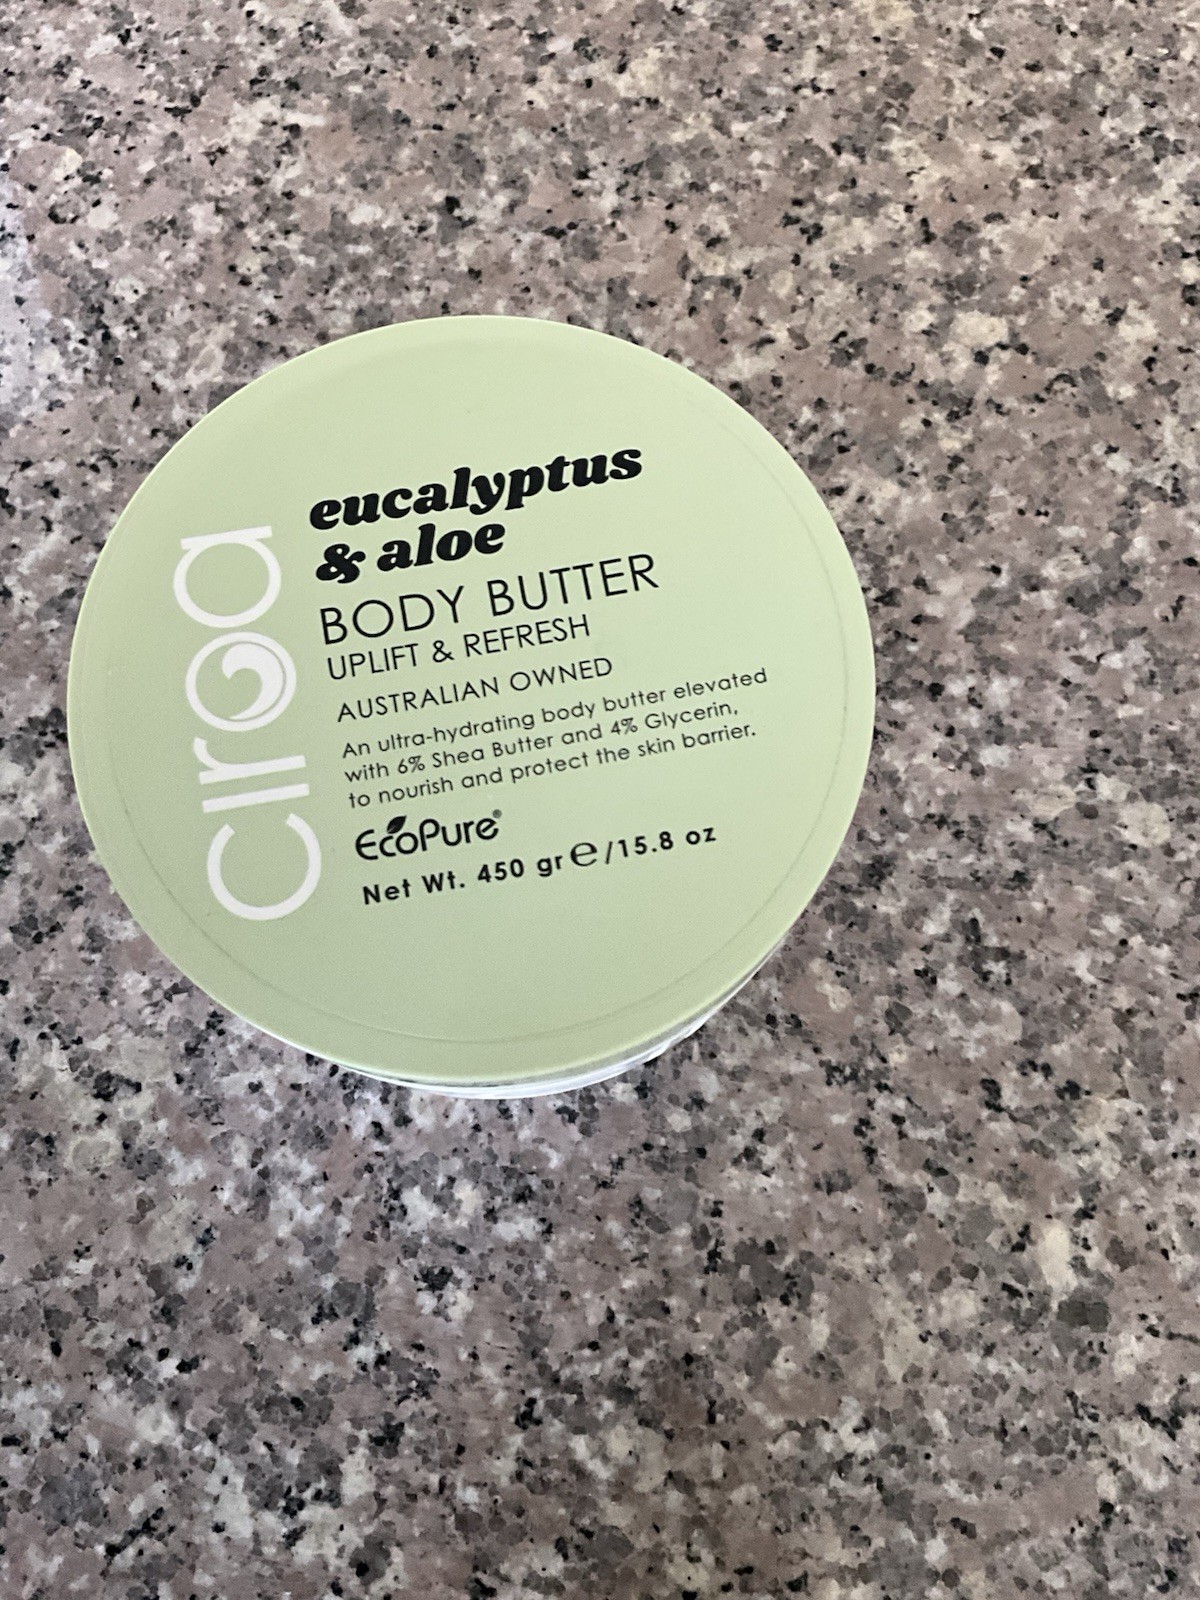 ciroa
eucalyptus
& aloe
BODY BUTTER
UPLIFT & REFRESH
AUSTRALIAN OWNED
An ultra-hydrating body butter elevated
with 6% Shea Butter and 4% Glycerin,
to nourish and protect the skin barrier.
EcoPure®
Net Wt. 450 gr ℮/15.8 oz